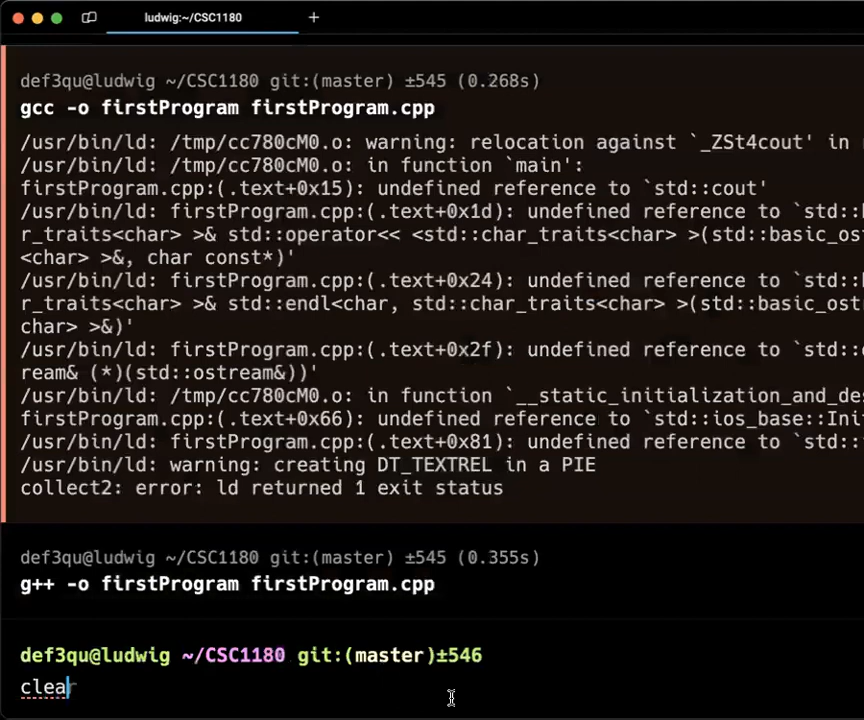 ludwig:~/CSC1180
def3qu@ludwig ~/CSC1180 git:(master) ±545 (0.268s)
gcc -o firstProgram firstProgram.cpp
/usr/bin/ld: /tmp/cc780cM0.o: warning: relocation against `_ZSt4cout' in
/usr/bin/ld: /tmp/cc780cM0.o: in function `main':
firstProgram.cpp:(.text+0x15): undefined reference to `std::cout'
/usr/bin/ld: firstProgram.cpp:(.text+0x1d): undefined reference to `std::
r_traits<char> >& std::operator<< <std::char_traits<char> >(std::basic_os
<char> >&, char const*)'
/usr/bin/ld: firstProgram.cpp:(.text+0x24): undefined reference to `std::
r_traits<char> >& std::endl<char, std::char_traits<char> >(std::basic_ost
char> >&)'
/usr/bin/ld: firstProgram.cpp:(.text+0x2f): undefined reference to `std::
ream& (*)(std::ostream&))'
/usr/bin/ld: /tmp/cc780cM0.o: in function `__static_initialization_and_des
firstProgram.cpp:(.text+0x66): undefined reference to `std::ios_base::Ini
/usr/bin/ld: firstProgram.cpp:(.text+0x81): undefined reference to `std::
/usr/bin/ld: warning: creating DT_TEXTREL in a PIE
collect2: error: ld returned 1 exit status
def3qu@ludwig ~/CSC1180 git:(master) ±545 (0.355s)
g++ -o firstProgram firstProgram.cpp
def3qu@ludwig ~/CSC1180 git:(master)±546
clear